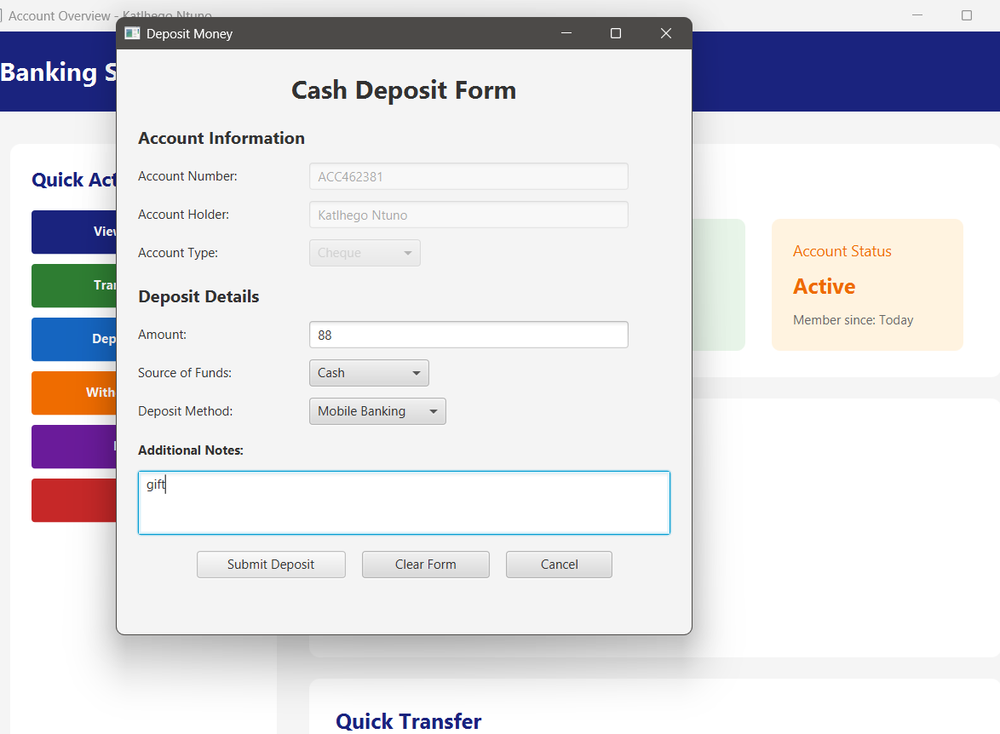 Account Overview - Katlhego Ntuno
Deposit Money
Banking S
Cash Deposit Form
Account Information
Account Number:
ACC462381
Account Holder:
Katlhego Ntuno
Account Type:
Cheque
Deposit Details
Amount:
88
Source of Funds:
Cash
Deposit Method:
Mobile Banking
Additional Notes:
gift
Submit Deposit
Clear Form
Cancel
Quick Act
View
Tran
Dep
With
Account Status
Active
Member since: Today
Quick Transfer